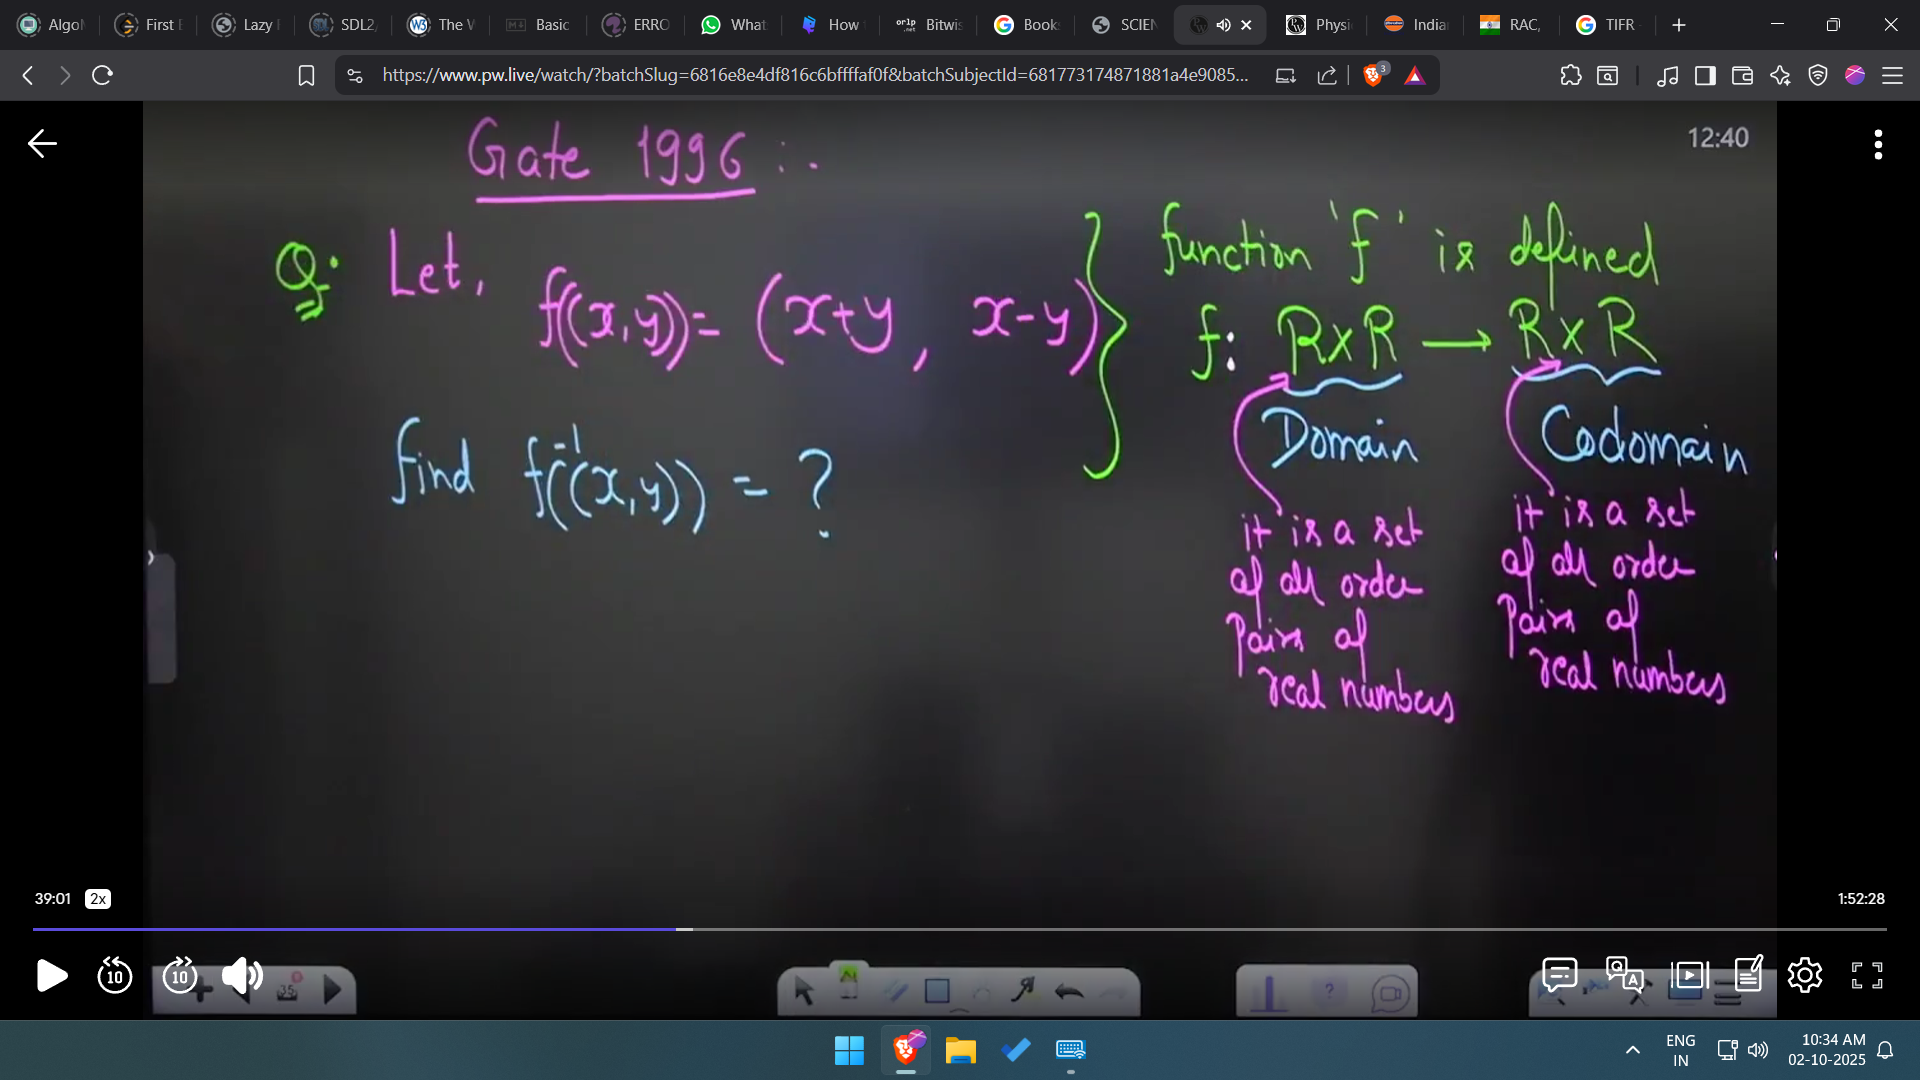 Algo
First E
Lazy
SDL2
The V
Basic
ERRO
What
How
Bitwis
Book
SCIEN
Physi
India
RAC,
TIFR
https://www.pw.live/watch/?batchSlug=6816e8e4df816c6bffffaf0f&batchSubjectId=681773174871881a4e9085...
3
12:40
Gate 1996 :-
Q: Let, f((x,y)) = (x+y, x-y)
find f⁻¹((x,y)) = ?
function 'f' is defined
f: R×R → R×R
Domain
Codomain
it is a set
of all order
Pairs of
real numbers
it is a set
of all order
Pairs of
real numbers
39:01 2x
1:52:28
10
10
35
ENG
IN
10:34 AM
02-10-2025